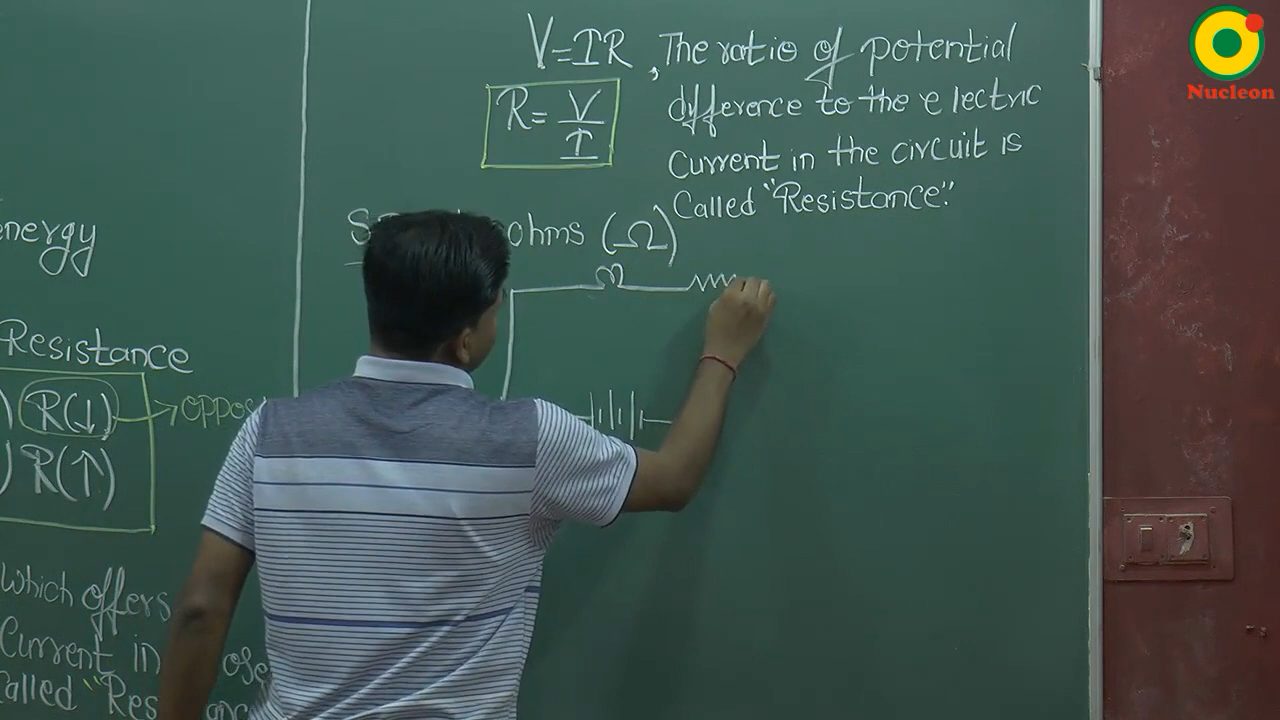 energy
Resistance
R(↓) → oppos
R(↑)
which offers
Current in
Called "Res
V=IR, The ratio of potential
difference to the electric
Current in the circuit is
Called "Resistance".
R= V/I
ohms (Ω)
Nucleon